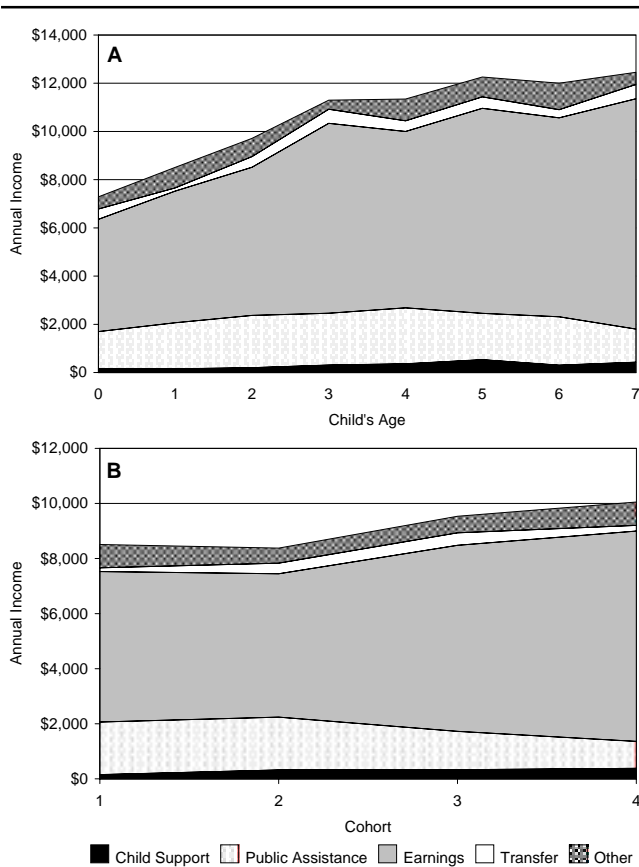 $14,000
A
$12,000
$10,000
$8,000
$6,000
$4,000
$2,000
$0
Annual Income
0 1 2 3 4 5 6 7
Child's Age
$12,000
B
$10,000
$8,000
$6,000
$4,000
$2,000
$0
Annual Income
1 2 3 4
Cohort
Child Support Public Assistance Earnings Transfer Other